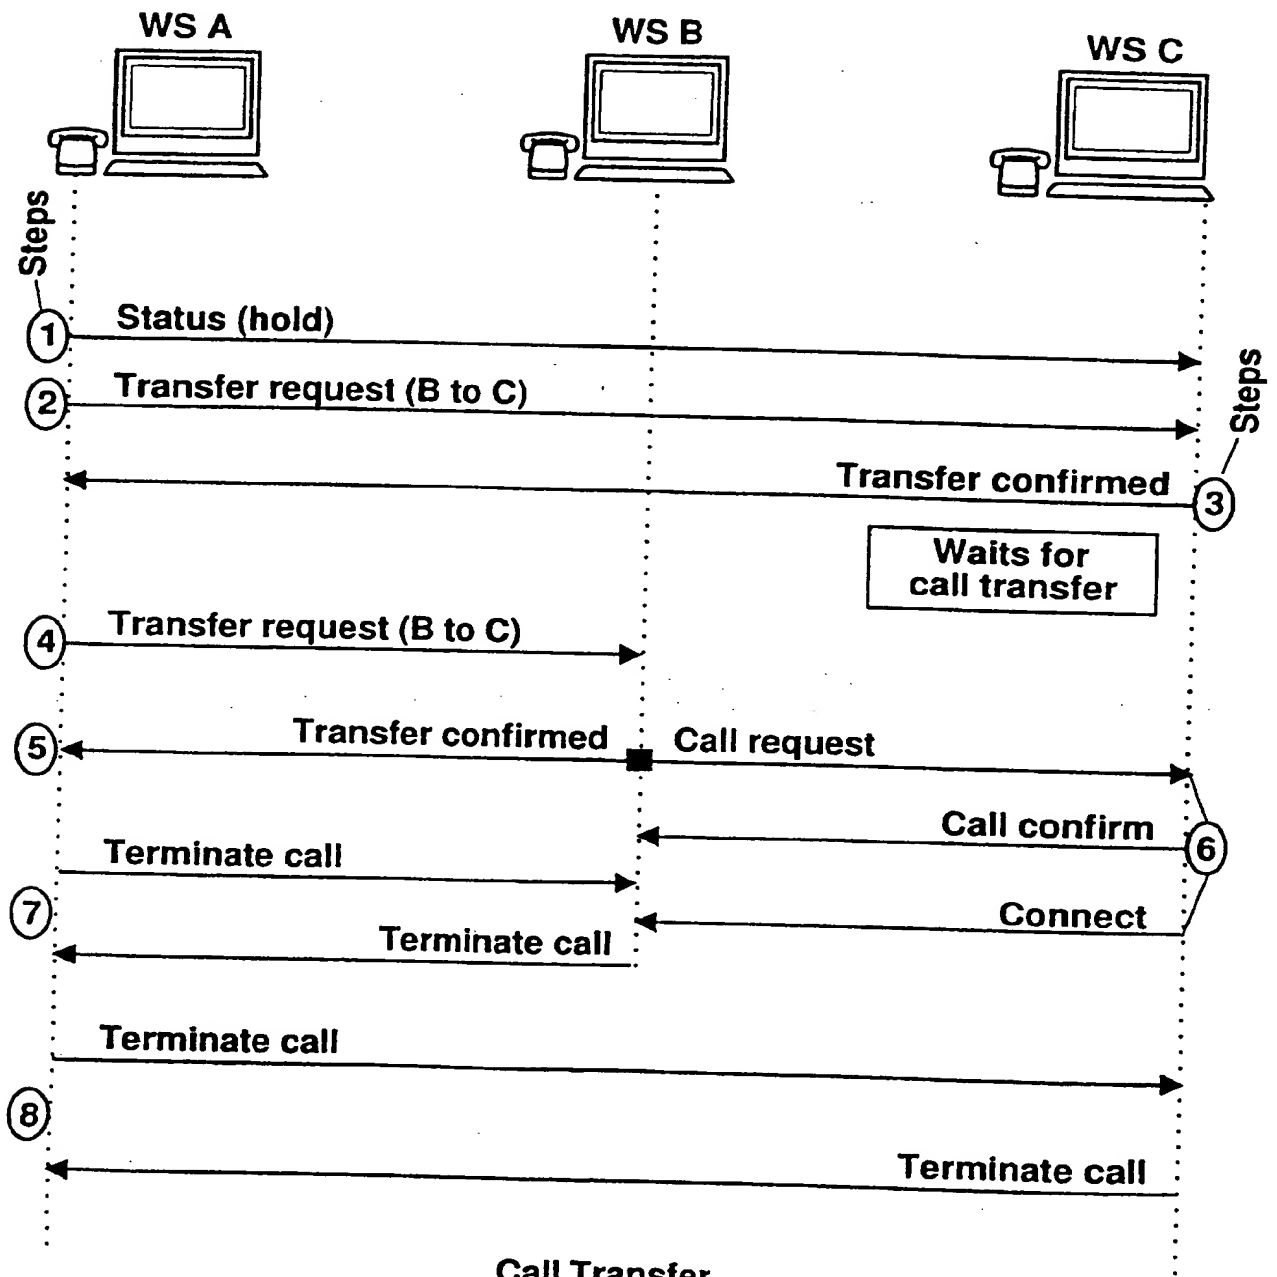 WS A
WS B
WS C
Steps
1
Status (hold)
2
Transfer request (B to C)
Steps
Transfer confirmed
3
Waits for
call transfer
4
Transfer request (B to C)
5
Transfer confirmed
Call request
Call confirm
6
Terminate call
7
Connect
Terminate call
Terminate call
8
Terminate call
Call Transfer